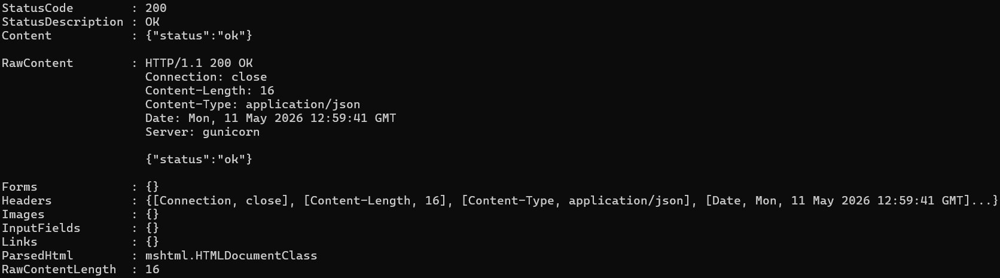 StatusCode        : 200
StatusDescription : OK
Content           : {"status":"ok"}

RawContent        : HTTP/1.1 200 OK
                    Connection: close
                    Content-Length: 16
                    Content-Type: application/json
                    Date: Mon, 11 May 2026 12:59:41 GMT
                    Server: gunicorn

                    {"status":"ok"}

Forms             : {}
Headers           : {[Connection, close], [Content-Length, 16], [Content-Type, application/json], [Date, Mon, 11 May 2026 12:59:41 GMT]...}
Images            : {}
InputFields       : {}
Links             : {}
ParsedHtml        : mshtml.HTMLDocumentClass
RawContentLength  : 16